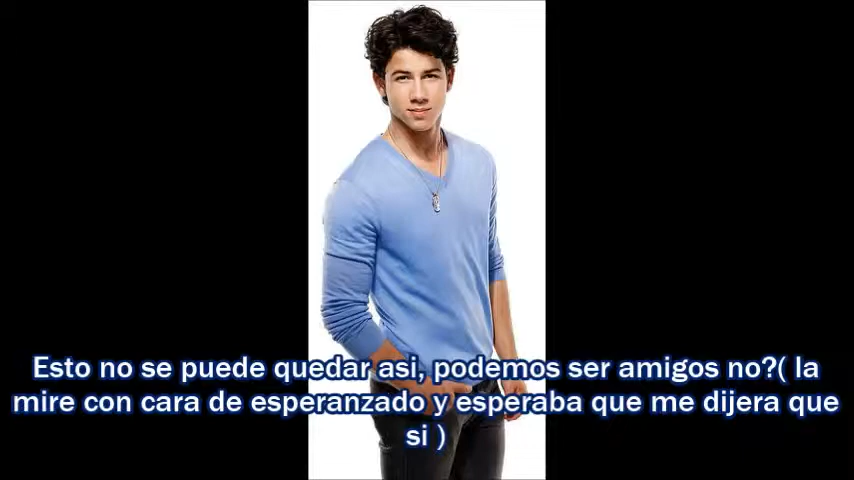 Esto no se puede quedar asi, podemos ser amigos no?( la
mire con cara de esperanzado y esperaba que me dijera que
si )